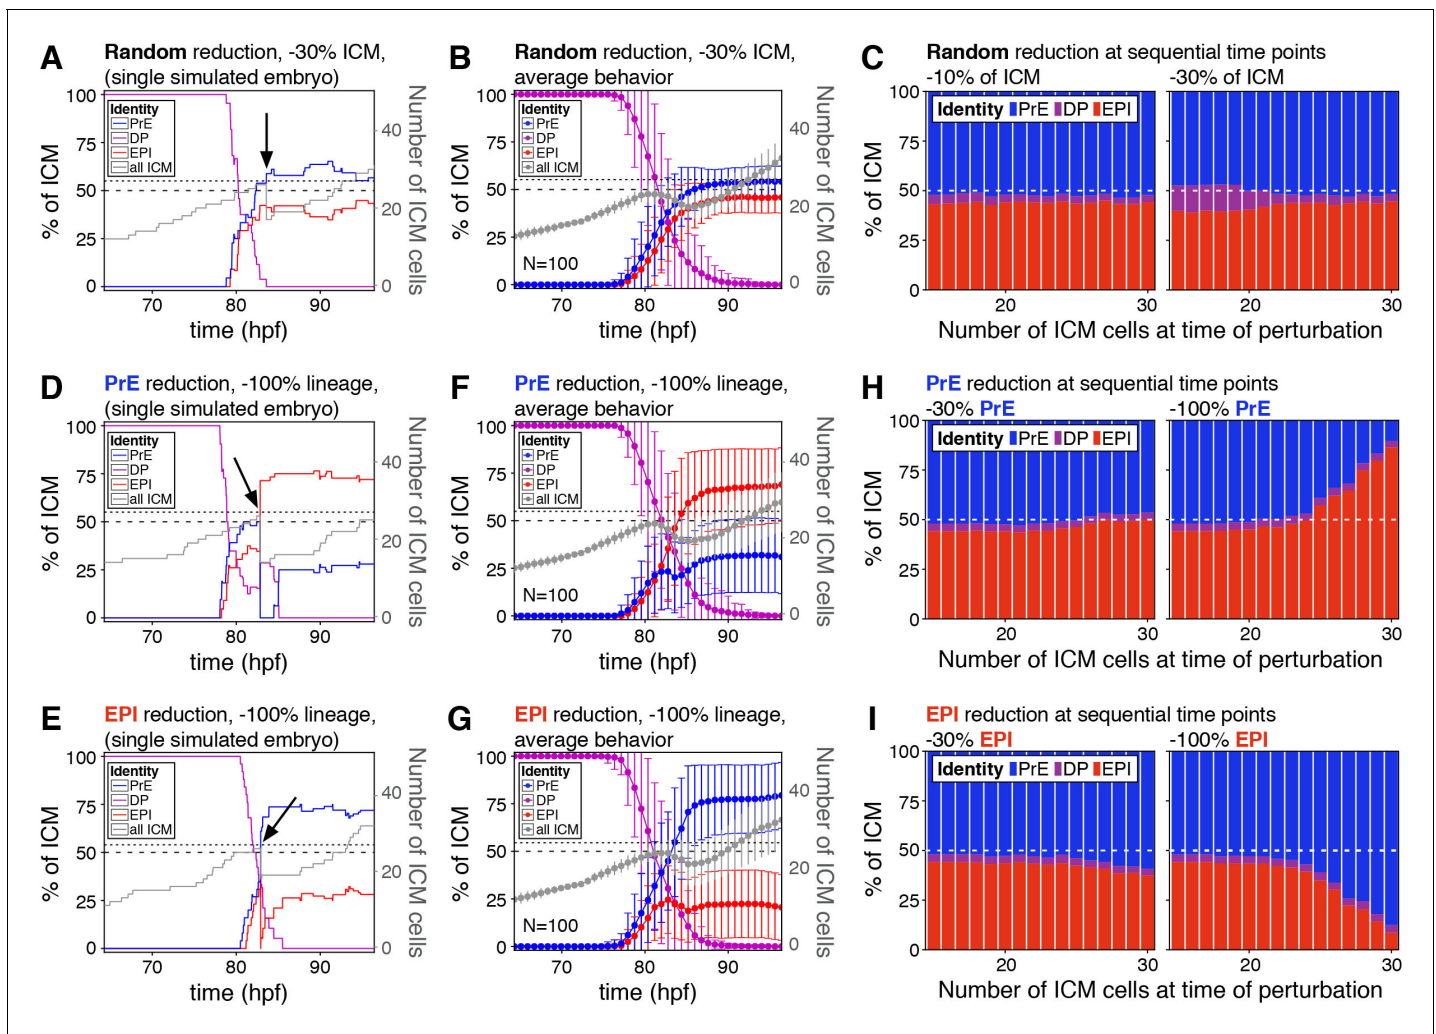 A
Random reduction, -30% ICM,
(single simulated embryo)
100
75
50
25
0
% of ICM
Identity
PrE
DP
EPI
all ICM
40
20
0
Number of ICM cells
70 80 90
time (hpf)
B
Random reduction, -30% ICM,
average behavior
100
75
50
25
0
% of ICM
Identity
PrE
DP
EPI
all ICM
N=100
40
20
0
Number of ICM cells
70 80 90
time (hpf)
C
Random reduction at sequential time points
-10% of ICM -30% of ICM
100
75
50
25
0
% of ICM
Identity PrE DP EPI
20 30 20 30
Number of ICM cells at time of perturbation
D
PrE reduction, -100% lineage,
(single simulated embryo)
100
75
50
25
0
% of ICM
Identity
PrE
DP
EPI
all ICM
40
20
0
Number of ICM cells
70 80 90
time (hpf)
F
PrE reduction, -100% lineage,
average behavior
100
75
50
25
0
% of ICM
Identity
PrE
DP
EPI
all ICM
N=100
40
20
0
Number of ICM cells
70 80 90
time (hpf)
H
PrE reduction at sequential time points
-30% PrE -100% PrE
100
75
50
25
0
% of ICM
Identity PrE DP EPI
20 30 20 30
Number of ICM cells at time of perturbation
E
EPI reduction, -100% lineage,
(single simulated embryo)
100
75
50
25
0
% of ICM
Identity
PrE
DP
EPI
all ICM
40
20
0
Number of ICM cells
70 80 90
time (hpf)
G
EPI reduction, -100% lineage,
average behavior
100
75
50
25
0
% of ICM
Identity
PrE
DP
EPI
all ICM
N=100
40
20
0
Number of ICM cells
70 80 90
time (hpf)
I
EPI reduction at sequential time points
-30% EPI -100% EPI
100
75
50
25
0
% of ICM
Identity PrE DP EPI
20 30 20 30
Number of ICM cells at time of perturbation